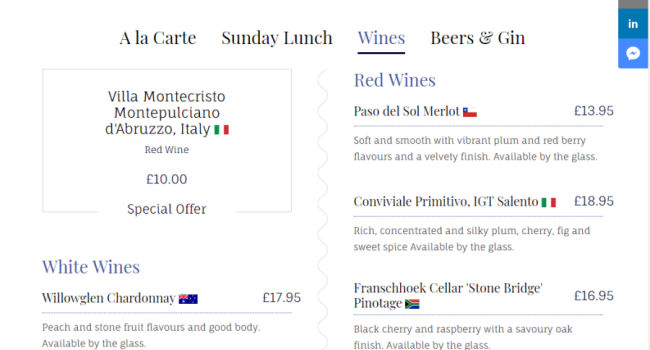 A la Carte
Sunday Lunch
Wines
Beers & Gin
in
Villa Montecristo
Montepulciano
d'Abruzzo, Italy
Red Wine
£10.00
Special Offer
White Wines
Willowglen Chardonnay £17.95
Peach and stone fruit flavours and good body.
Available by the glass.
Red Wines
Paso del Sol Merlot £13.95
Soft and smooth with vibrant plum and red berry
flavours and a velvety finish. Available by the glass.
Conviviale Primitivo, IGT Salento £18.95
Rich, concentrated and silky plum, cherry, fig and
sweet spice Available by the glass.
Franschhoek Cellar 'Stone Bridge'
Pinotage £16.95
Black cherry and raspberry with a savoury oak
finish. Available by the glass.